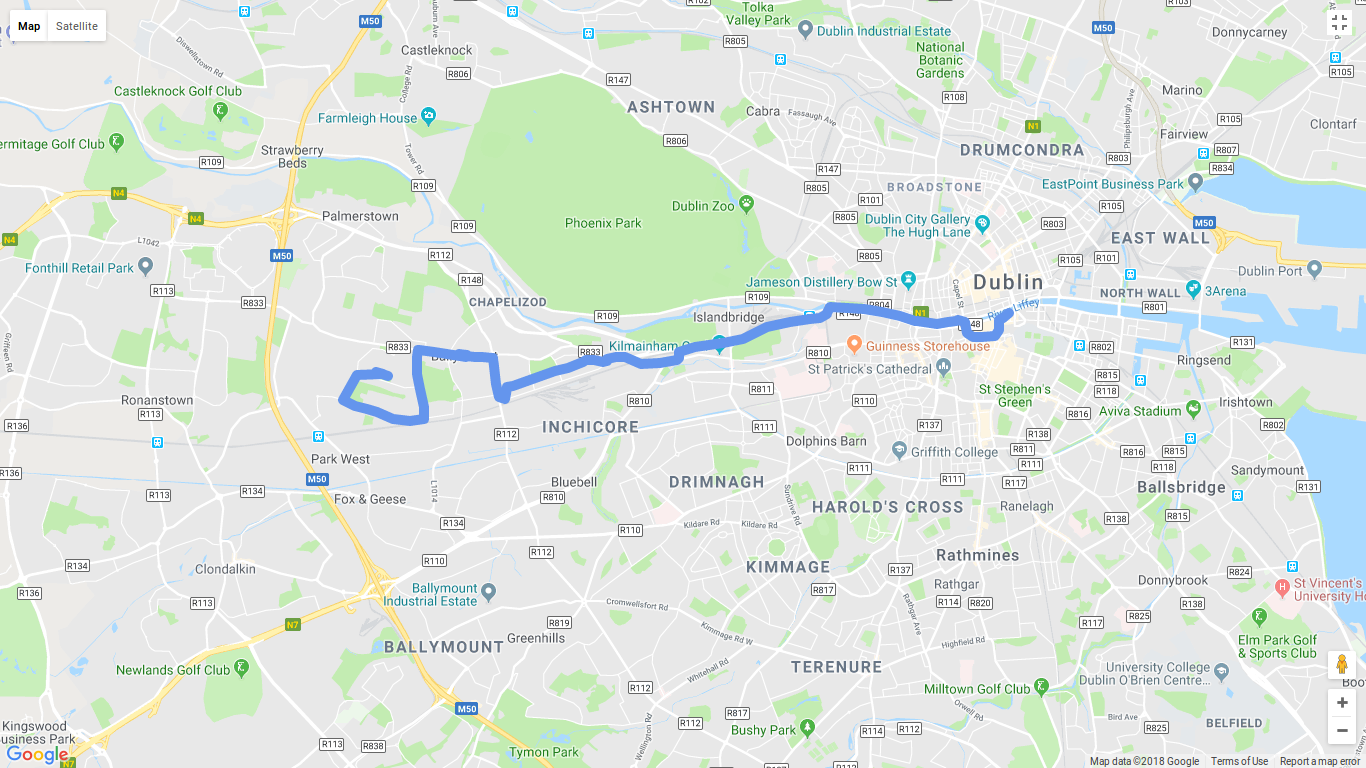 Map
Satellite
M50
Castleknock
R806
R147
Tolka
Valley Park
R102
R805
Dublin Industrial Estate
National
Botanic
Gardens
M50
R103
Donnycarney
R105
Auburn Ave
Diswellstown Rd
College Rd
Castleknock Golf Club
Farmleigh House
ASHTOWN
Cabra
Fassaugh Ave
R108
Marino
Philipsburgh Ave
N1
R105
Clontarf
Fairview
R807
R834
ermitage Golf Club
R109
Strawberry
Beds
Tower Rd
R806
R147
DRUMCONDRA
R803
BROADSTONE
EastPoint Business Park
N4
N4
N4
Palmerstown
R109
R109
Phoenix Park
Dublin Zoo
R805
R101
R805
Dublin City Gallery
The Hugh Lane
R803
R105
M50
EAST WALL
L1042
Fonthill Retail Park
R113
M50
R112
R148
R833
CHAPELIZOD
R109
R805
Jameson Distillery Bow St
R109
R804
Dublin
Capel St
R105
R101
Dublin Port
NORTH WALL
3Arena
R801
River Liffey
Islandbridge
R148
N1
R148
Griffeen Rd
R833
R833
Kilmainham
R810
Guinness Storehouse
St Patrick's Cathedral
R802
R131
Ringsend
R815
R118
Ronanstown
R113
R136
R810
R811
R110
St Stephen's
Green
R816
Aviva Stadium
Irishtown
R802
R112
INCHICORE
R111
Dolphins Barn
R137
R138
R811
R111
R816
R815
R118
Griffith College
Park West
M50
R134
R113
R136
Fox & Geese
L1014
Bluebell
R810
R111
R111
R117
Sandymount
R131
Ballsbridge
DRIMNAGH
Sundrive Rd
HAROLD'S CROSS
Ranelagh
R138
R815
R134
R110
Kildare Rd
Kildare Rd
R112
R110
KIMMAGE
R137
Rathmines
R134
Clondalkin
R136
R113
Ballymount
Industrial Estate
R817
Rathgar
R114
R820
Rathgar Ave
Donnybrook
R824
R138
St Vincent's
University Ho
N7
Cromwellsfort Rd
R819
Greenhills
Kimmage Rd W
R117
R825
Highfield Rd
Elm Park Golf
& Sports Club
BALLYMOUNT
Newlands Golf Club
Whitehall Rd
TERENURE
University College
Dublin O'Brien Centre...
R112
Milltown Golf Club
Orwell Rd
M50
R817
R112
Wellington Rd
Bushy Park
R114
R112
Bird Ave
R825
BELFIELD
Kingswood
Business Park
R113
R838
Tymon Park
N7
Google
Map data ©2018 Google
Terms of Use
Report a map error